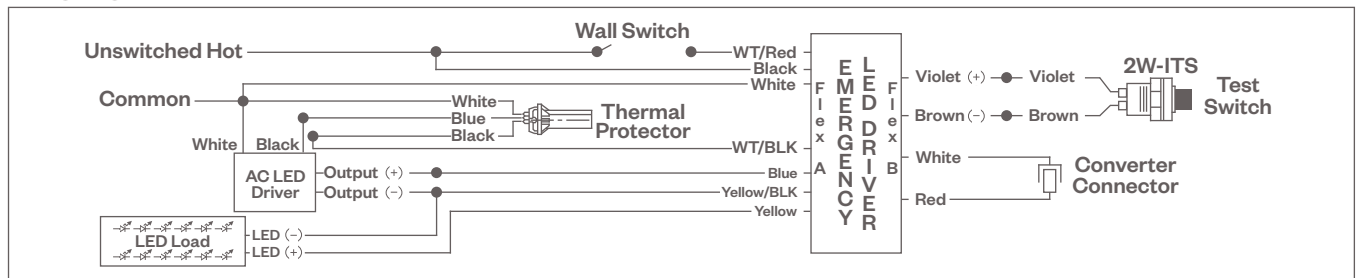 Unswitched Hot
Wall Switch
WT/Red
Black
White
Common
White
Blue
Black
Thermal
Protector
White
Black
WT/BLK
AC LED
Driver
Output (+)
Output (-)
Blue
Yellow/BLK
Yellow
LED Load
LED (-)
LED (+)
Flex A
EMERGENCY
LED DRIVER
Flex B
Violet (+)
Violet
Brown (-)
Brown
2W-ITS
Test
Switch
White
Red
Converter
Connector